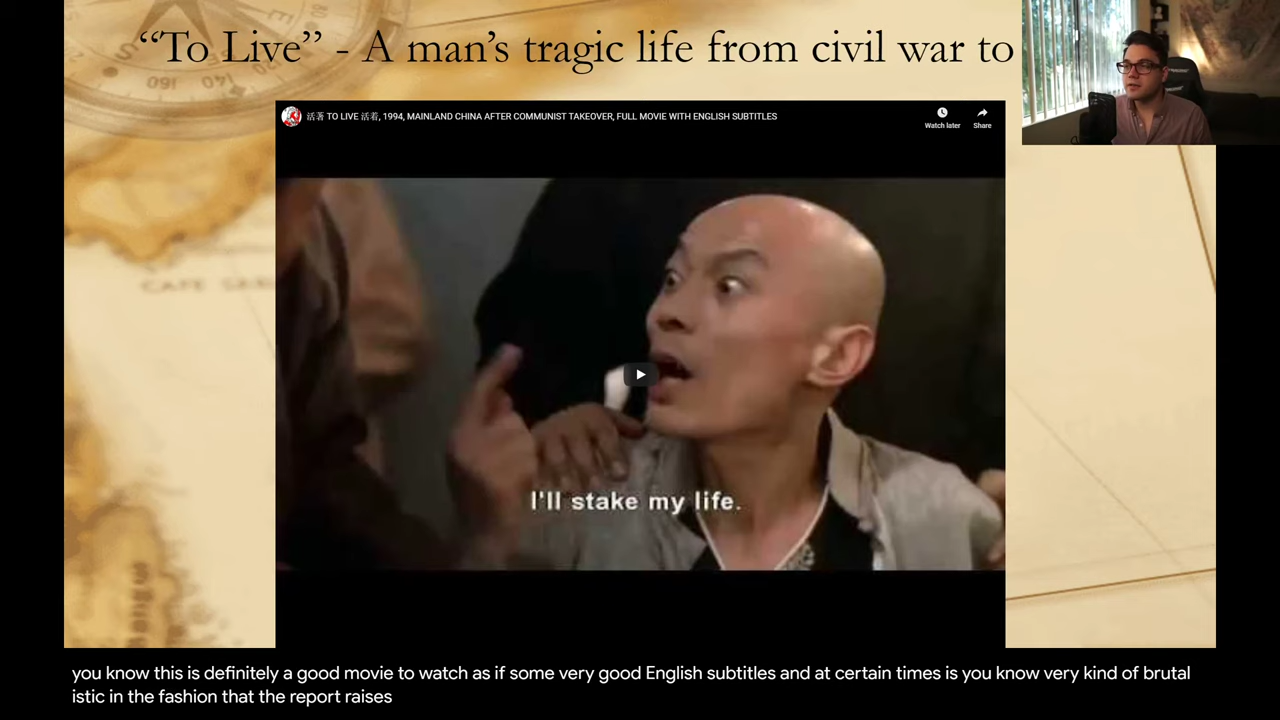 “To Live” - A man’s tragic life from civil war to
活著 TO LIVE 活着, 1994, MAINLAND CHINA AFTER COMMUNIST TAKEOVER, FULL MOVIE WITH ENGLISH SUBTITLES
Watch later
Share
091
140
I'll stake my life.
you know this is definitely a good movie to watch as if some very good English subtitles and at certain times is you know very kind of brutal
istic in the fashion that the report raises